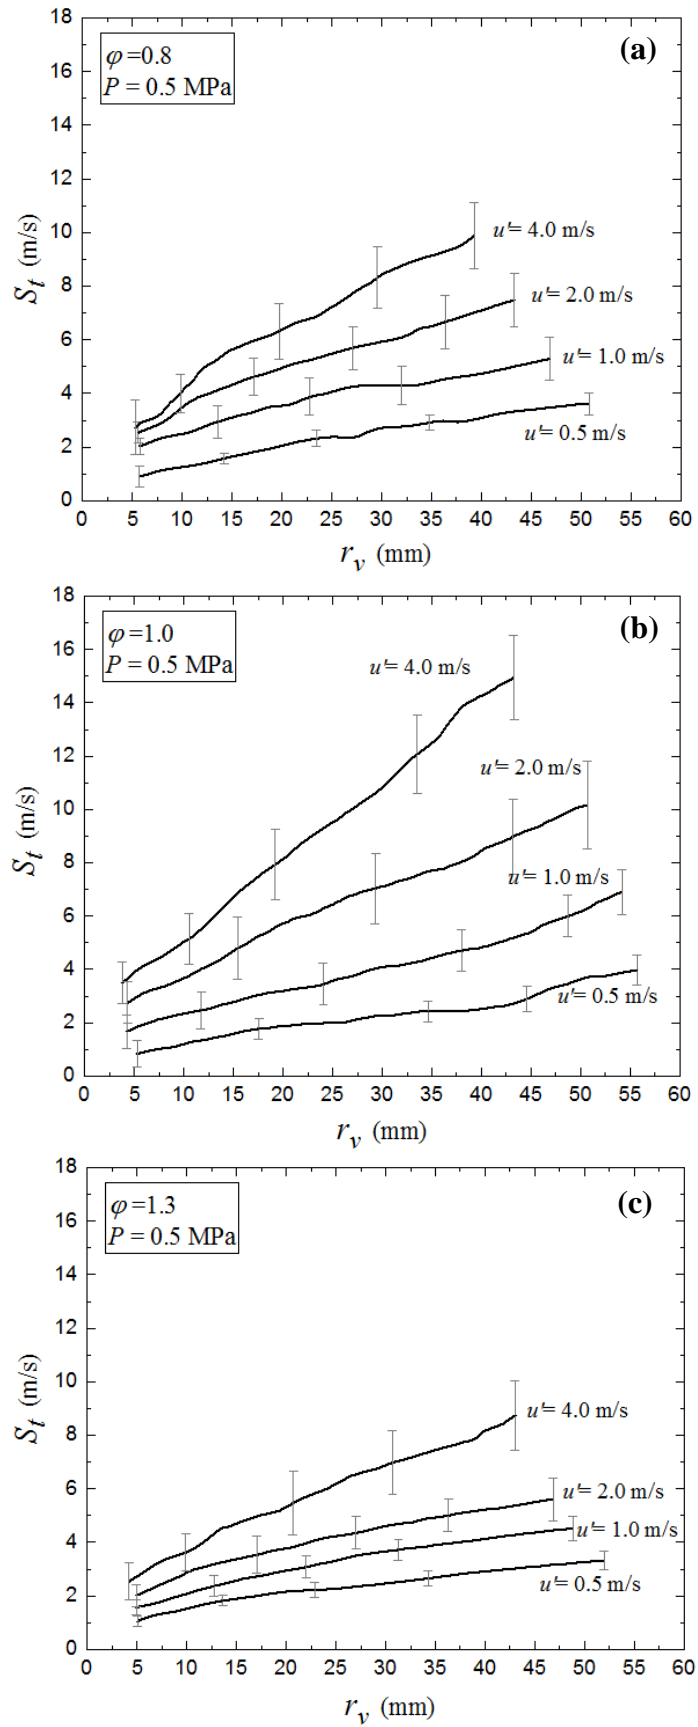 18
(a)
φ=0.8
P = 0.5 MPa
16
14
12
10
u'= 4.0 m/s
8
u'= 2.0 m/s
6
u'= 1.0 m/s
4
u'= 0.5 m/s
2
0
S_t (m/s)
0 5 10 15 20 25 30 35 40 45 50 55 60
r_v (mm)
18
(b)
φ=1.0
P = 0.5 MPa
16
u'= 4.0 m/s
14
12
u'= 2.0 m/s
10
8
u'= 1.0 m/s
6
4
u'= 0.5 m/s
2
0
S_t (m/s)
0 5 10 15 20 25 30 35 40 45 50 55 60
r_v (mm)
18
(c)
φ=1.3
P = 0.5 MPa
16
14
12
10
u'= 4.0 m/s
8
6
u'= 2.0 m/s
u'= 1.0 m/s
4
u'= 0.5 m/s
2
0
S_t (m/s)
0 5 10 15 20 25 30 35 40 45 50 55 60
r_v (mm)